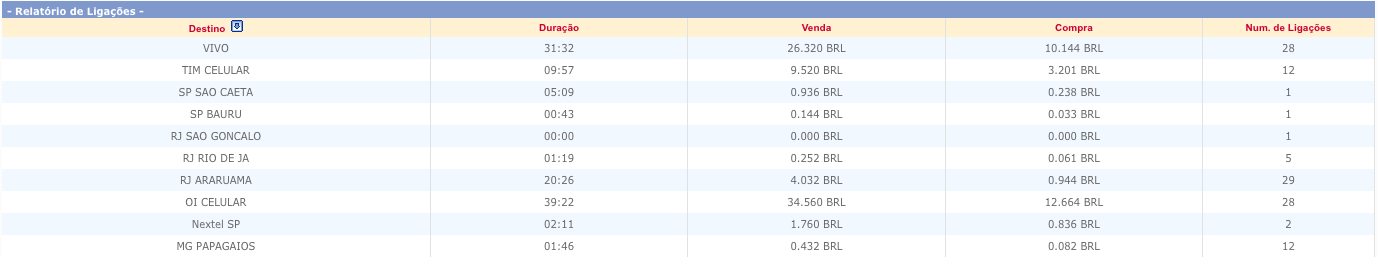 - Relatório de Ligações -
Destino Duração Venda Compra Num. de Ligações
VIVO 31:32 26.320 BRL 10.144 BRL 28
TIM CELULAR 09:57 9.520 BRL 3.201 BRL 12
SP SAO CAETA 05:09 0.936 BRL 0.238 BRL 1
SP BAURU 00:43 0.144 BRL 0.033 BRL 1
RJ SAO GONCALO 00:00 0.000 BRL 0.000 BRL 1
RJ RIO DE JA 01:19 0.252 BRL 0.061 BRL 5
RJ ARARUAMA 20:26 4.032 BRL 0.944 BRL 29
OI CELULAR 39:22 34.560 BRL 12.664 BRL 28
Nextel SP 02:11 1.760 BRL 0.836 BRL 2
MG PAPAGAIOS 01:46 0.432 BRL 0.082 BRL 12